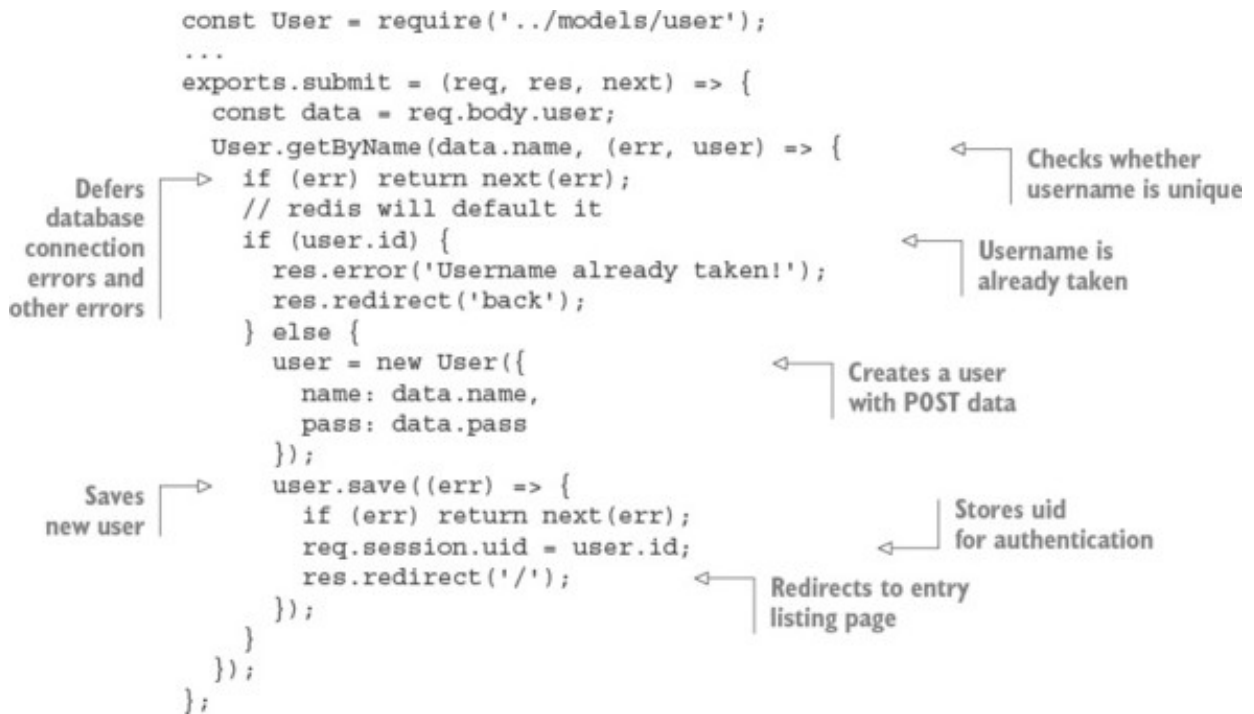 const User = require('../models/user');
...
exports.submit = (req, res, next) => {
const data = req.body.user;
User.getByName(data.name, (err, user) => {
Checks whether
username is unique
Defers
database
connection
errors and
other errors
if (err) return next(err);
// redis will default it
if (user.id) {
Username is
already taken
res.error('Username already taken!');
res.redirect('back');
} else {
user = new User({
Creates a user
with POST data
name: data.name,
pass: data.pass
});
Saves
new user
user.save((err) => {
if (err) return next(err);
req.session.uid = user.id;
Stores uid
for authentication
res.redirect('/');
Redirects to entry
listing page
});
}
});
};